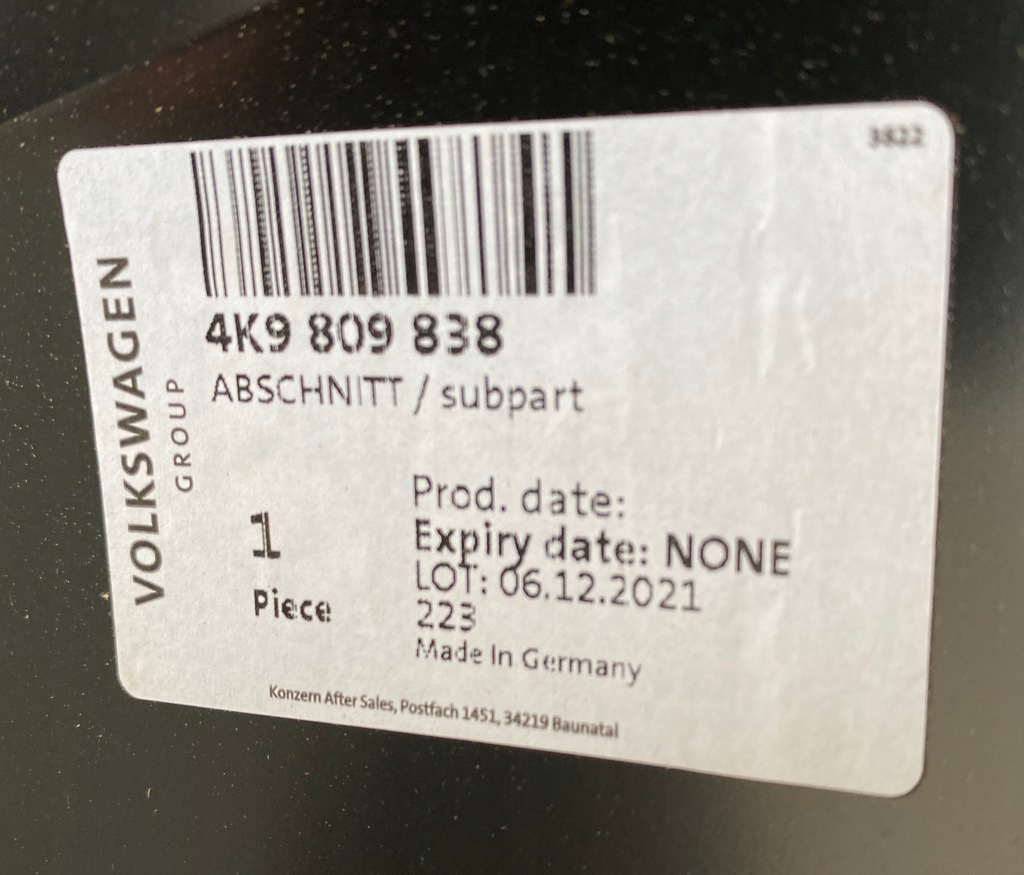 3822
VOLKSWAGEN
GROUP
4K9 809 838
ABSCHNITT / subpart
1
Piece
Prod. date:
Expiry date: NONE
LOT: 06.12.2021
223
Made In Germany
Konzern After Sales, Postfach 1451, 34219 Baunatal